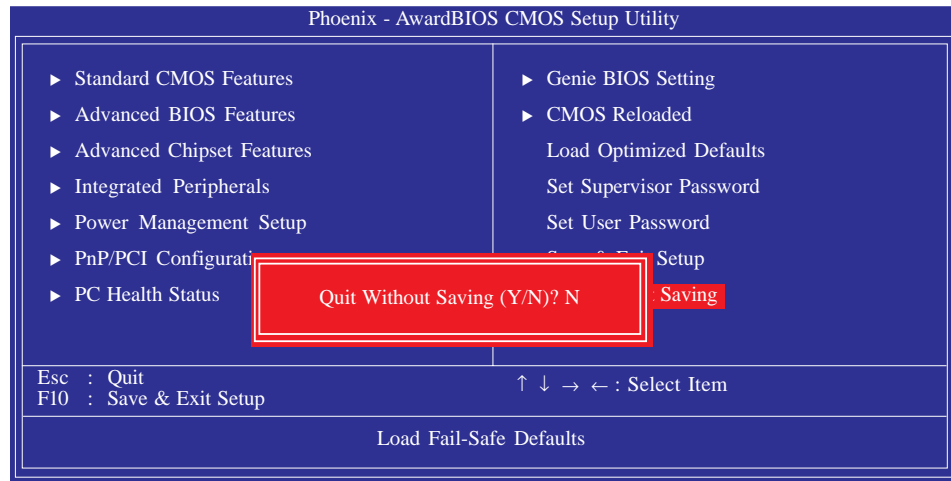 Phoenix - AwardBIOS CMOS Setup Utility
► Standard CMOS Features
► Advanced BIOS Features
► Advanced Chipset Features
► Integrated Peripherals
► Power Management Setup
► PnP/PCI
► PC Health Status
► Genie BIOS Setting
► CMOS Reloaded
Load Optimized Defaults
Set Supervisor Password
Set User Password
Setup
Saving
Quit Without Saving (Y/N)? N
Esc : Quit
F10 : Save & Exit Setup
↑ ↓ → ← : Select Item
Load Fail-Safe Defaults